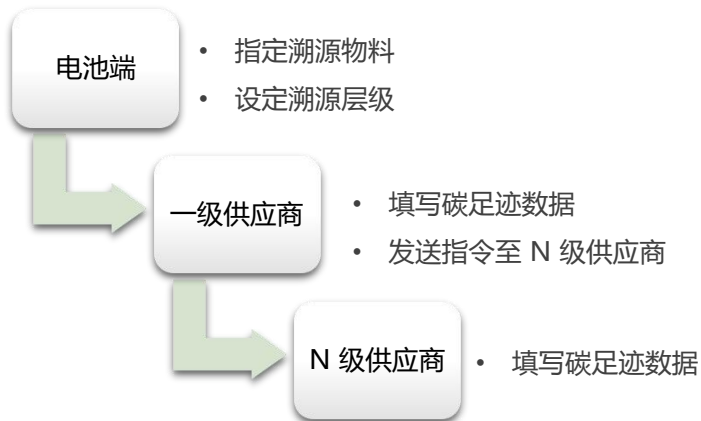 电池端
• 指定溯源物料
• 设定溯源层级
一级供应商
• 填写碳足迹数据
• 发送指令至 N 级供应商
N 级供应商
• 填写碳足迹数据